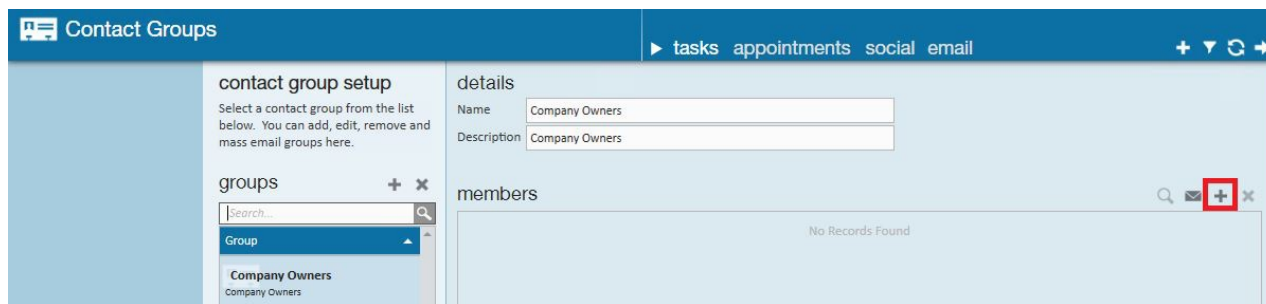 Contact Groups
tasks appointments social email
contact group setup
Select a contact group from the list
below. You can add, edit, remove and
mass email groups here.
groups
Search...
Group
Company Owners
Company Owners
details
Name Company Owners
Description Company Owners
members
No Records Found